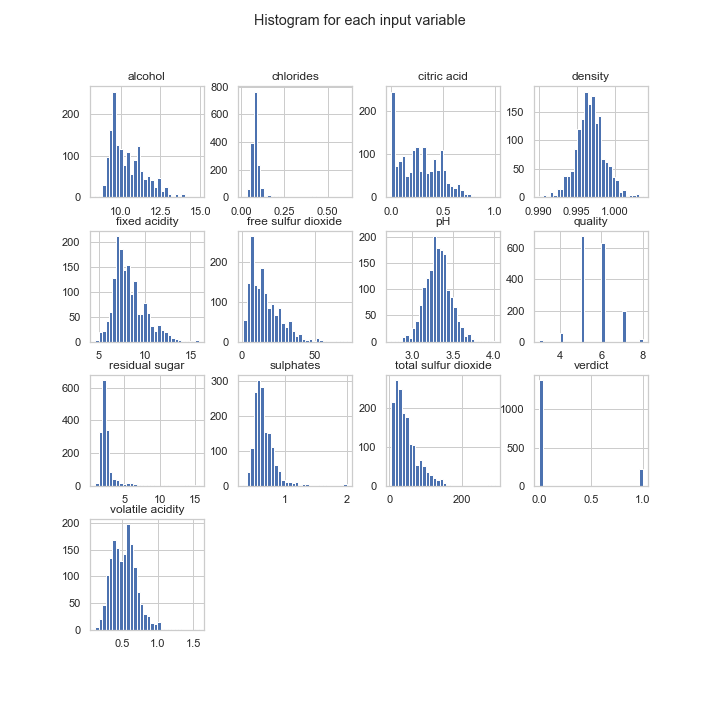 Histogram for each input variable
alcohol chlorides citric acid density
200 100 0
10.0 12.5 15.0
800 600 400 200 0
0.00 0.25 0.50
200 100 0
0.0 0.5 1.0
150 100 50 0
0.990 0.995 1.000
fixed acidity free sulfur dioxide pH quality
200 150 100 50 0
5 10 15
200 100 0
0 50
200 150 100 50 0
3.0 3.5 4.0
600 400 200 0
4 6 8
residual sugar sulphates total sulfur dioxide verdict
600 400 200 0
5 10 15
300 200 100 0
1 2
200 100 0
0 200
1000 500 0
0.0 0.5 1.0
volatile acidity
200 150 100 50 0
0.5 1.0 1.5